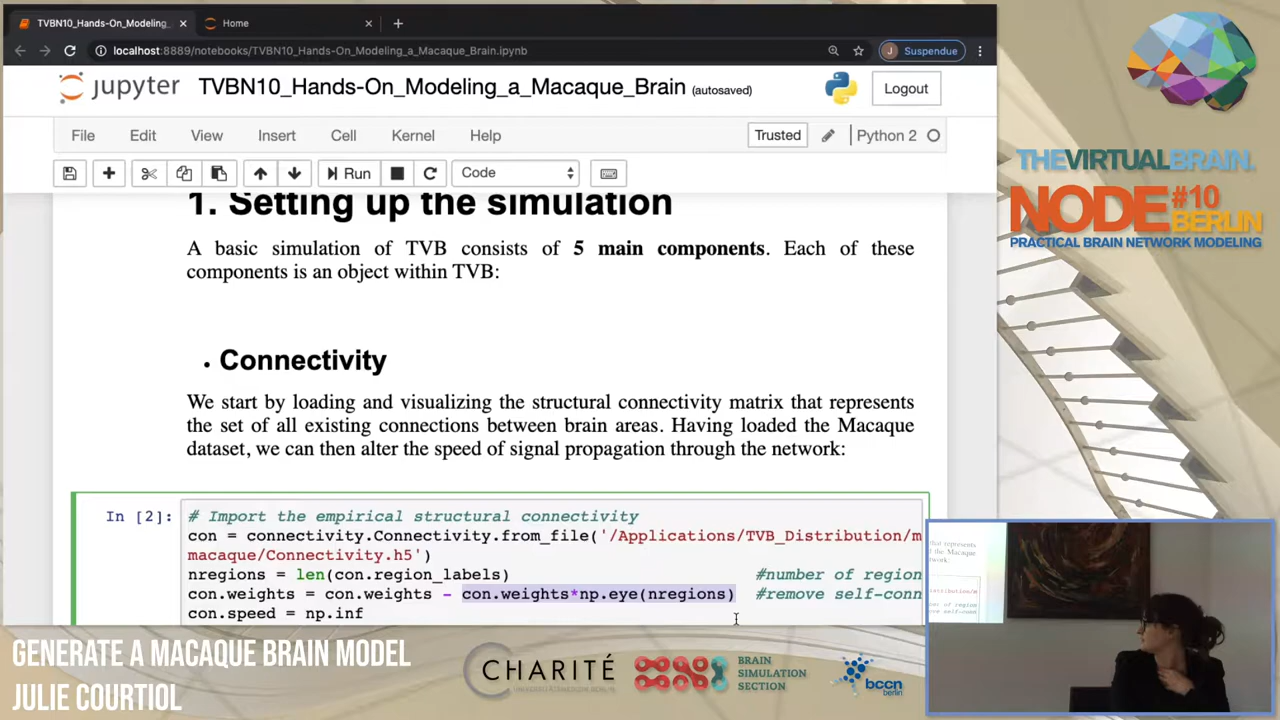 TVBN10_Hands-On_Modeling_
Home
localhost:8889/notebooks/TVBN10_Hands-On_Modeling_a_Macaque_Brain.ipynb
J Suspendue
jupyter TVBN10_Hands-On_Modeling_a_Macaque_Brain (autosaved)
Logout
File Edit View Insert Cell Kernel Help
Trusted
Python 2
Run
Code
1. Setting up the simulation
A basic simulation of TVB consists of 5 main components. Each of these
components is an object within TVB:
• Connectivity
We start by loading and visualizing the structural connectivity matrix that represents
the set of all existing connections between brain areas. Having loaded the Macaque
dataset, we can then alter the speed of signal propagation through the network:
In [2]:
# Import the empirical structural connectivity
con = connectivity.Connectivity.from_file('/Applications/TVB_Distribution/m
macaque/Connectivity.h5')
nregions = len(con.region_labels) #number of region
con.weights = con.weights - con.weights*np.eye(nregions) #remove self-conn
con.speed = np.inf
THEVIRTUALBRAIN.
NODE #10
BERLIN
PRACTICAL BRAIN NETWORK MODELING
GENERATE A MACAQUE BRAIN MODEL
JULIE COURTIOL
CHARITÉ
BRAIN
SIMULATION
SECTION
bccn
berlin